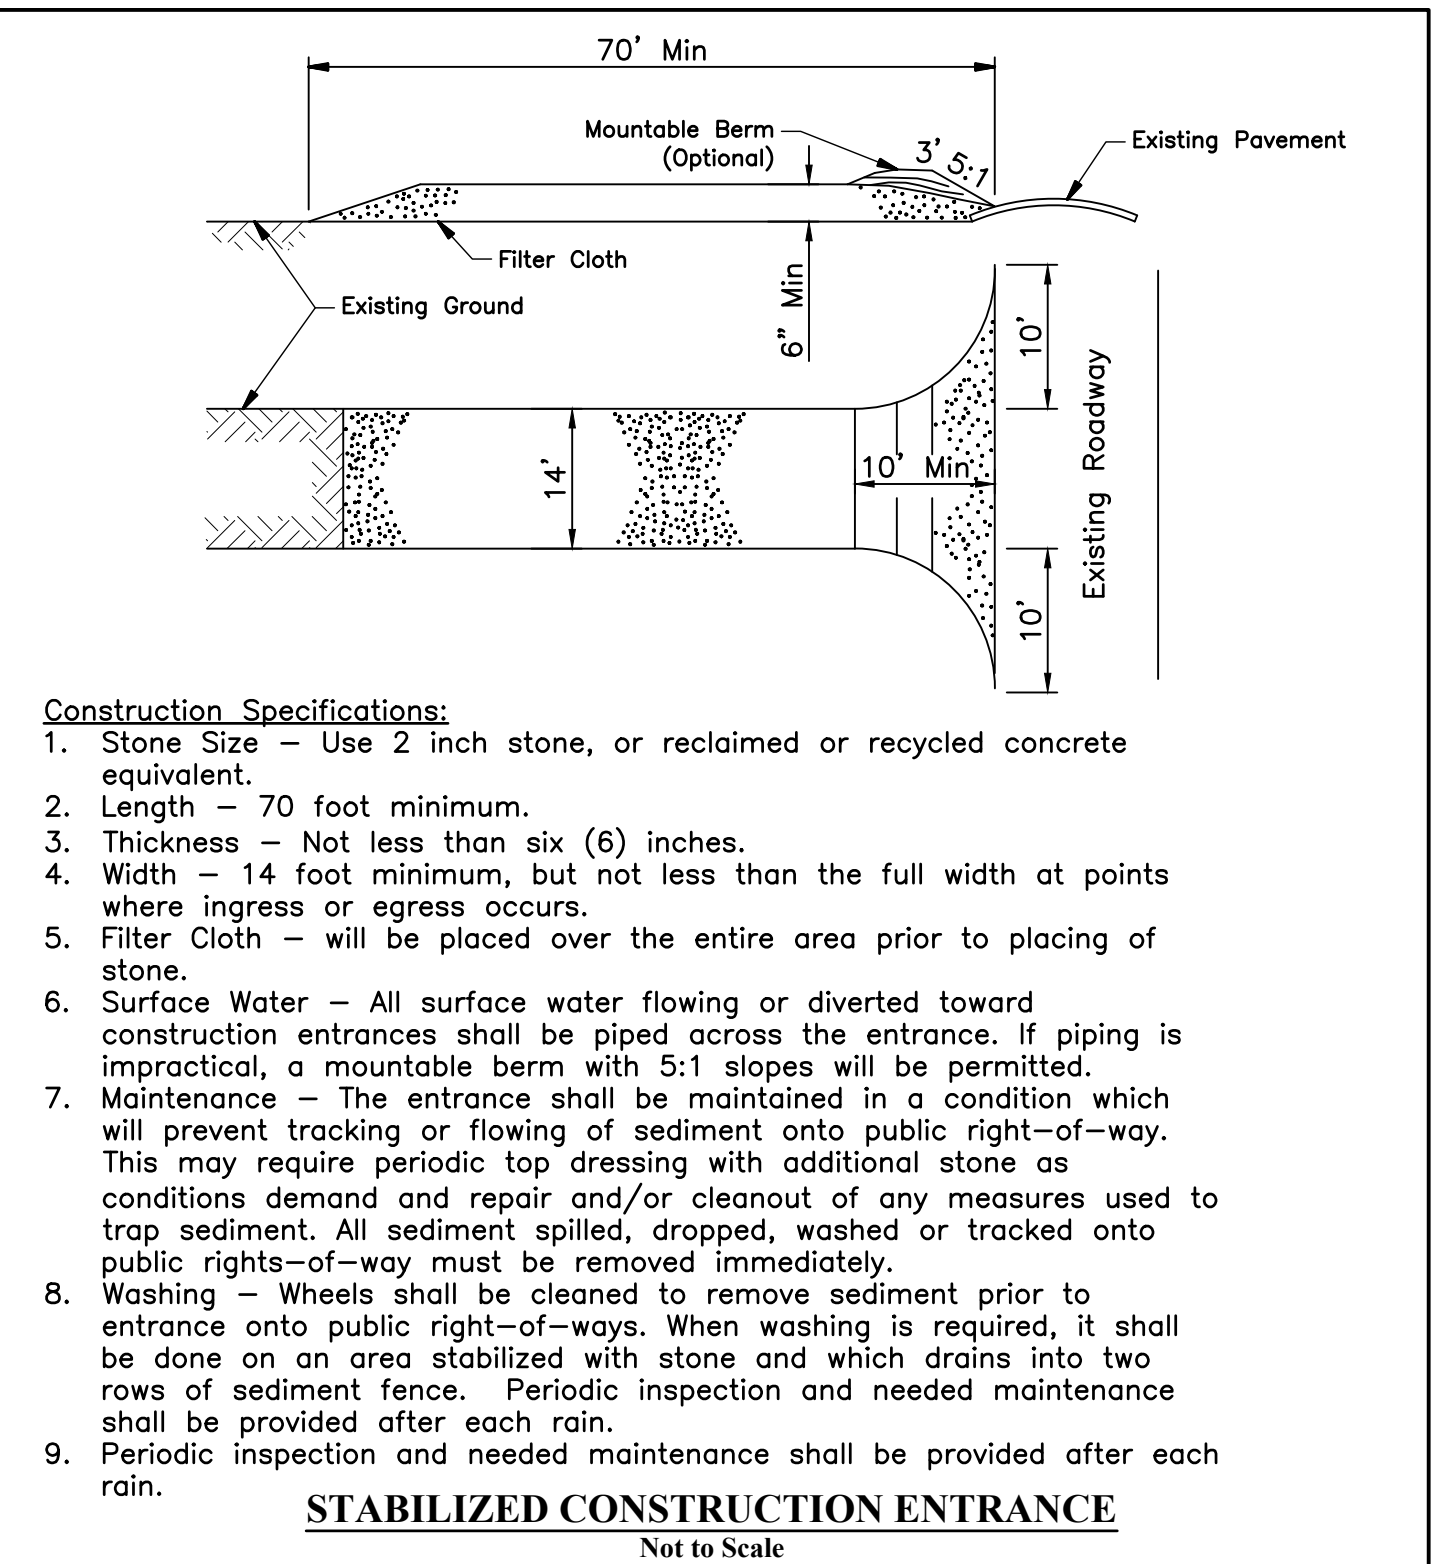 70' Min
Mountable Berm
(Optional)
3' 5:1
Existing Pavement
Filter Cloth
6" Min
Existing Ground
10'
14'
10' Min
Existing Roadway
10'
Construction Specifications:
1. Stone Size – Use 2 inch stone, or reclaimed or recycled concrete
equivalent.
2. Length – 70 foot minimum.
3. Thickness – Not less than six (6) inches.
4. Width – 14 foot minimum, but not less than the full width at points
where ingress or egress occurs.
5. Filter Cloth – will be placed over the entire area prior to placing of
stone.
6. Surface Water – All surface water flowing or diverted toward
construction entrances shall be piped across the entrance. If piping is
impractical, a mountable berm with 5:1 slopes will be permitted.
7. Maintenance – The entrance shall be maintained in a condition which
will prevent tracking or flowing of sediment onto public right–of–way.
This may require periodic top dressing with additional stone as
conditions demand and repair and/or cleanout of any measures used to
trap sediment. All sediment spilled, dropped, washed or tracked onto
public rights–of–way must be removed immediately.
8. Washing – Wheels shall be cleaned to remove sediment prior to
entrance onto public right–of–ways. When washing is required, it shall
be done on an area stabilized with stone and which drains into two
rows of sediment fence.  Periodic inspection and needed maintenance
shall be provided after each rain.
9. Periodic inspection and needed maintenance shall be provided after each
rain.
STABILIZED CONSTRUCTION ENTRANCE
Not to Scale